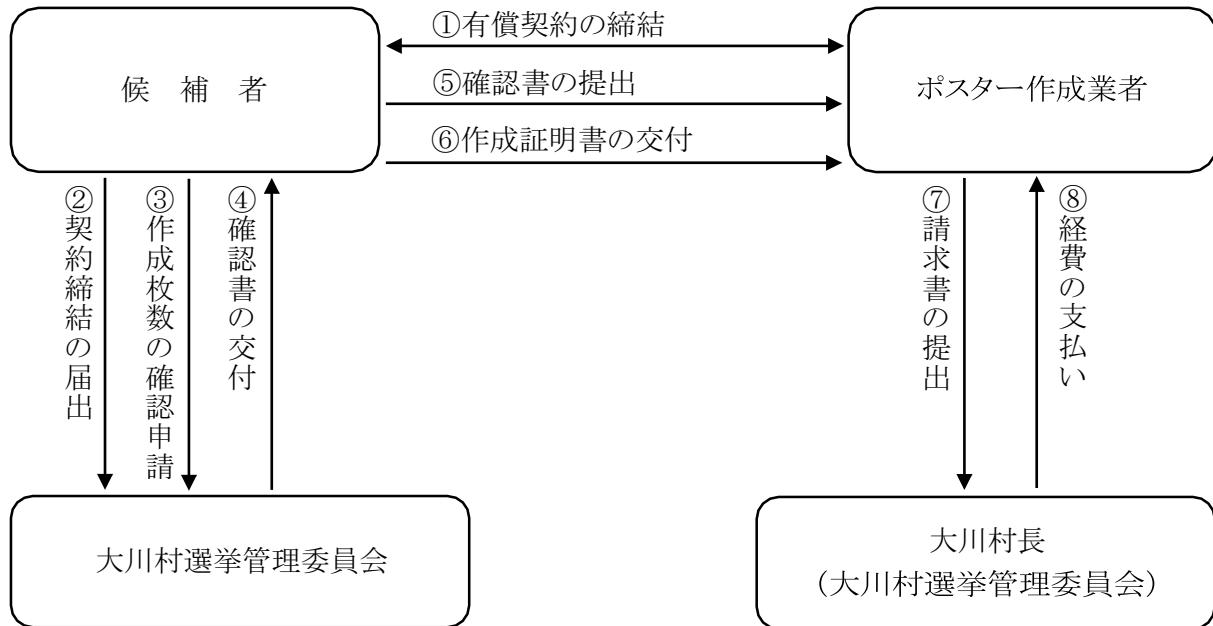 ①有償契約の締結
候　補　者
⑤確認書の提出
ポスター作成業者
⑥作成証明書の交付
②契約締結の届出
③作成枚数の確認申請
④確認書の交付
⑦請求書の提出
⑧経費の支払い
大川村選挙管理委員会
大川村長
（大川村選挙管理委員会）